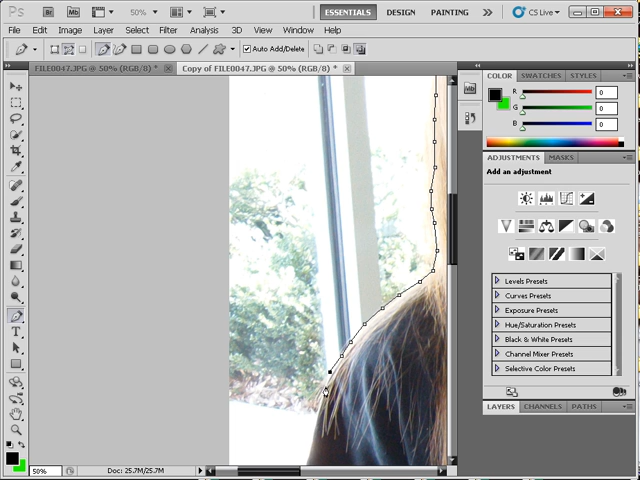 Ps Br Mb 50% ESSENTIALS DESIGN PAINTING CS Live
File Edit Image Layer Select Filter Analysis 3D View Window Help
Auto Add/Delete
FILE0047.JPG @ 50% (RGB/8) * × Copy of FILE0047.JPG @ 50% (RGB/8) * ×
COLOR SWATCHES STYLES
R 0
G 0
B 0
ADJUSTMENTS MASKS
Add an adjustment
Levels Presets
Curves Presets
Exposure Presets
Hue/Saturation Presets
Black & White Presets
Channel Mixer Presets
Selective Color Presets
LAYERS CHANNELS PATHS
50% Doc: 25.7M/25.7M